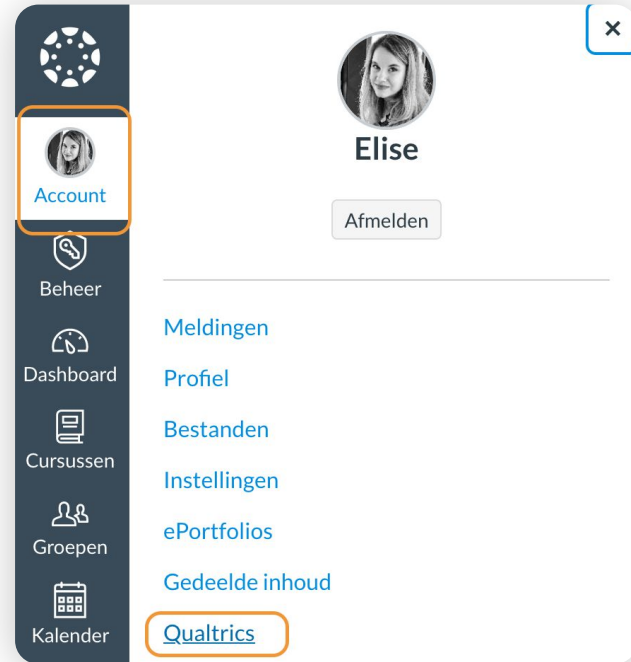 ×
Elise
Afmelden
Account
Beheer
Dashboard
Cursussen
Groepen
Kalender
Meldingen
Profiel
Bestanden
Instellingen
ePortfolios
Gedeelde inhoud
Qualtrics